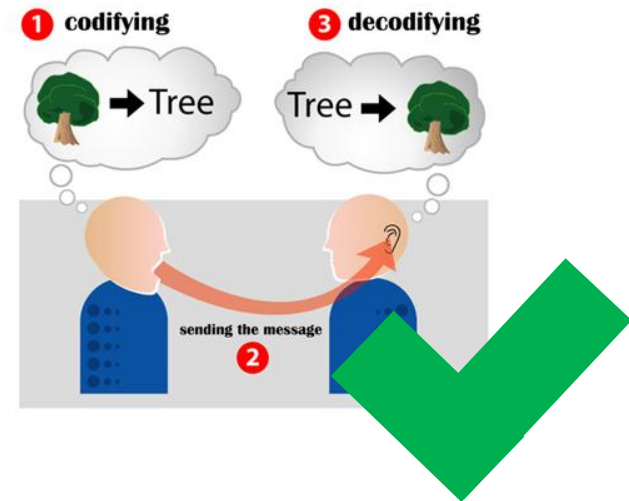 1 codifying
3 decodifying
Tree
Tree
sending the message
2